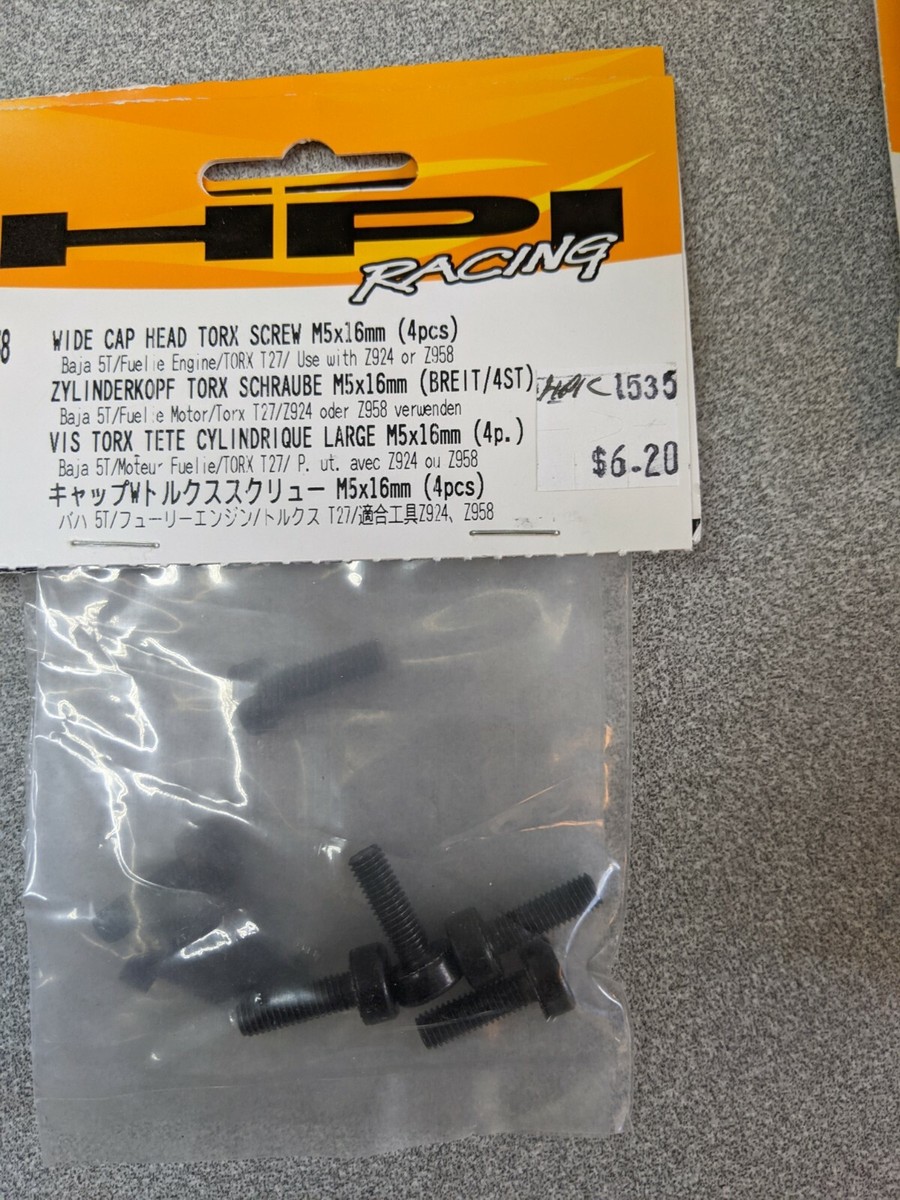 HPI
RACING
8
WIDE CAP HEAD TORX SCREW M5x16mm (4pcs)
Baja 5T/Fuelie Engine/TORX T27/ Use with Z924 or Z958
ZYLINDERKOPF TORX SCHRAUBE M5x16mm (BREIT/4ST)
Baja 5T/Fuelie Motor/Torx T27/Z924 oder Z958 verwenden
VIS TORX TETE CYLINDRIQUE LARGE M5x16mm (4p.)
Baja 5T/Moteur Fuelie/TORX T27/ P. ut. avec Z924 ou Z958
キャップWトルクススクリュー M5x16mm (4pcs)
バハ 5T/フューリーエンジン/トルクス T27/適合工具Z924、Z958
1535
$6.20